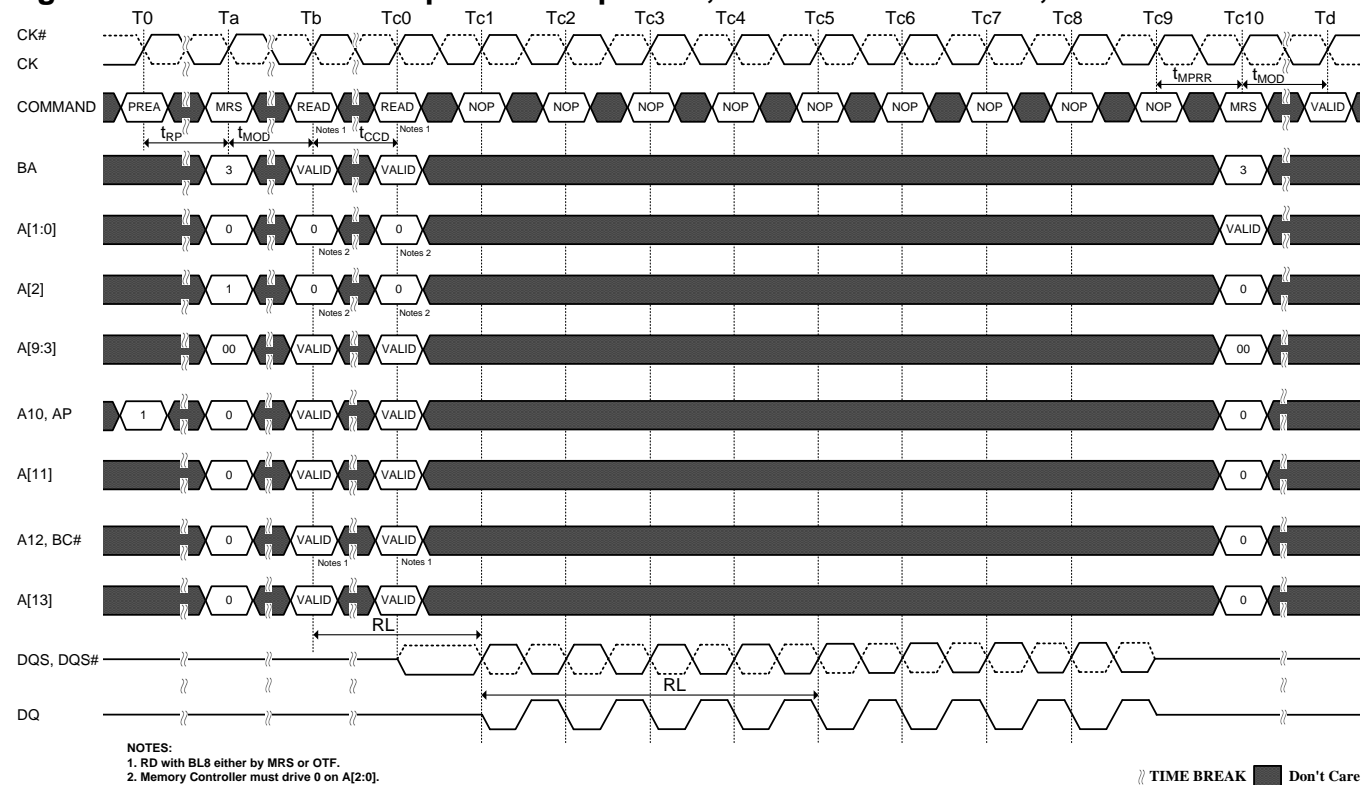 T0 Ta Tb Tc0 Tc1 Tc2 Tc3 Tc4 Tc5 Tc6 Tc7 Tc8 Tc9 Tc10 Td
CK#
CK
tMPRR tMOD
COMMAND PREA MRS READ READ NOP NOP NOP NOP NOP NOP NOP NOP NOP MRS VALID
Notes 1 Notes 1
tRP tMOD tCCD
BA 3 VALID VALID 3
A[1:0] 0 0 0 VALID
Notes 2 Notes 2
A[2] 1 0 0 0
Notes 2 Notes 2
A[9:3] 00 VALID VALID 00
A10, AP 1 0 VALID VALID 0
A[11] 0 VALID VALID 0
A12, BC# 0 VALID VALID 0
Notes 1 Notes 1
A[13] 0 VALID VALID 0
RL
DQS, DQS#
RL
DQ
NOTES:
1. RD with BL8 either by MRS or OTF.
2. Memory Controller must drive 0 on A[2:0].
TIME BREAK Don't Care